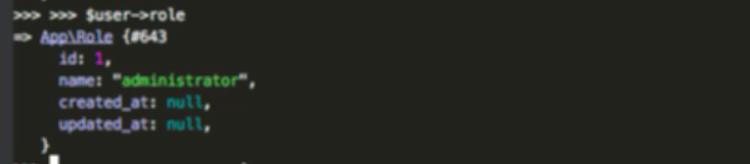 >>> >>> $user->role
=> App\Role {#643
id: 1,
name: "administrator",
created_at: null,
updated_at: null,
}